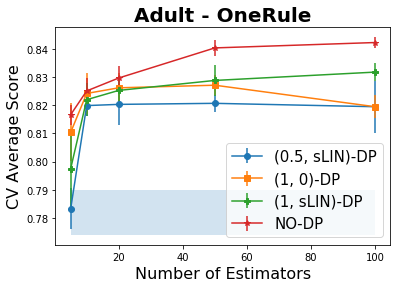 Adult - OneRule
CV Average Score
0.84
0.83
0.82
0.81
0.80
0.79
0.78
(0.5, sLIN)-DP
(1, 0)-DP
(1, sLIN)-DP
NO-DP
20
40
60
80
100
Number of Estimators